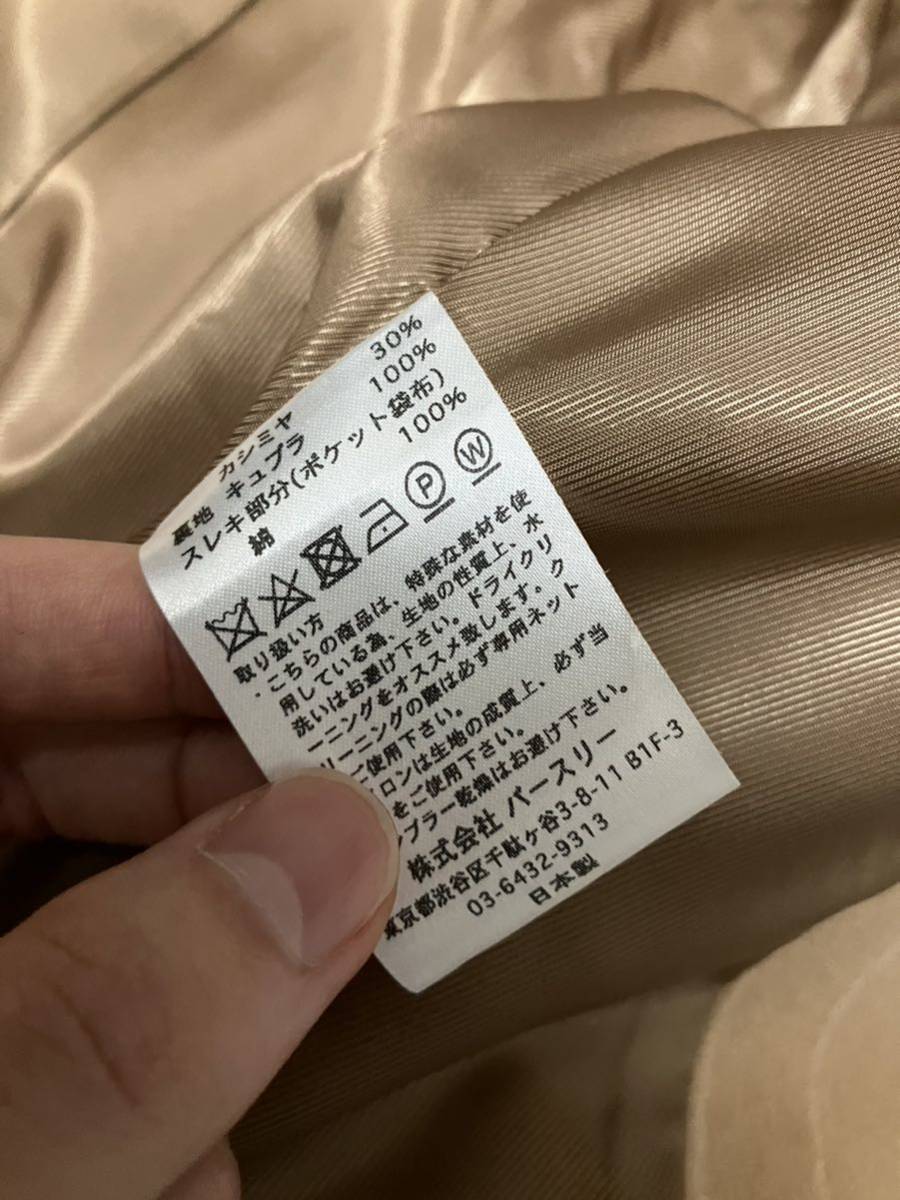 カシミヤ 30%
裏地 キュプラ 100%
スレキ部分(ポケット袋布)
綿 100%
P W
取り扱い方
・こちらの商品は、特殊な素材を使
用している為、生地の性質上、水
洗いはお避け下さい。ドライクリ
ーニングをオススメ致します。ク
リーニングの際は必ず専用ネット
ご使用下さい。
ロンは生地の成質上、必ず当
をご使用下さい。
ブラー乾燥はお避け下さい。
株式会社 パースリー
東京都渋谷区千駄ヶ谷3-8-11 B1F-3
03-6432-9313
日本製